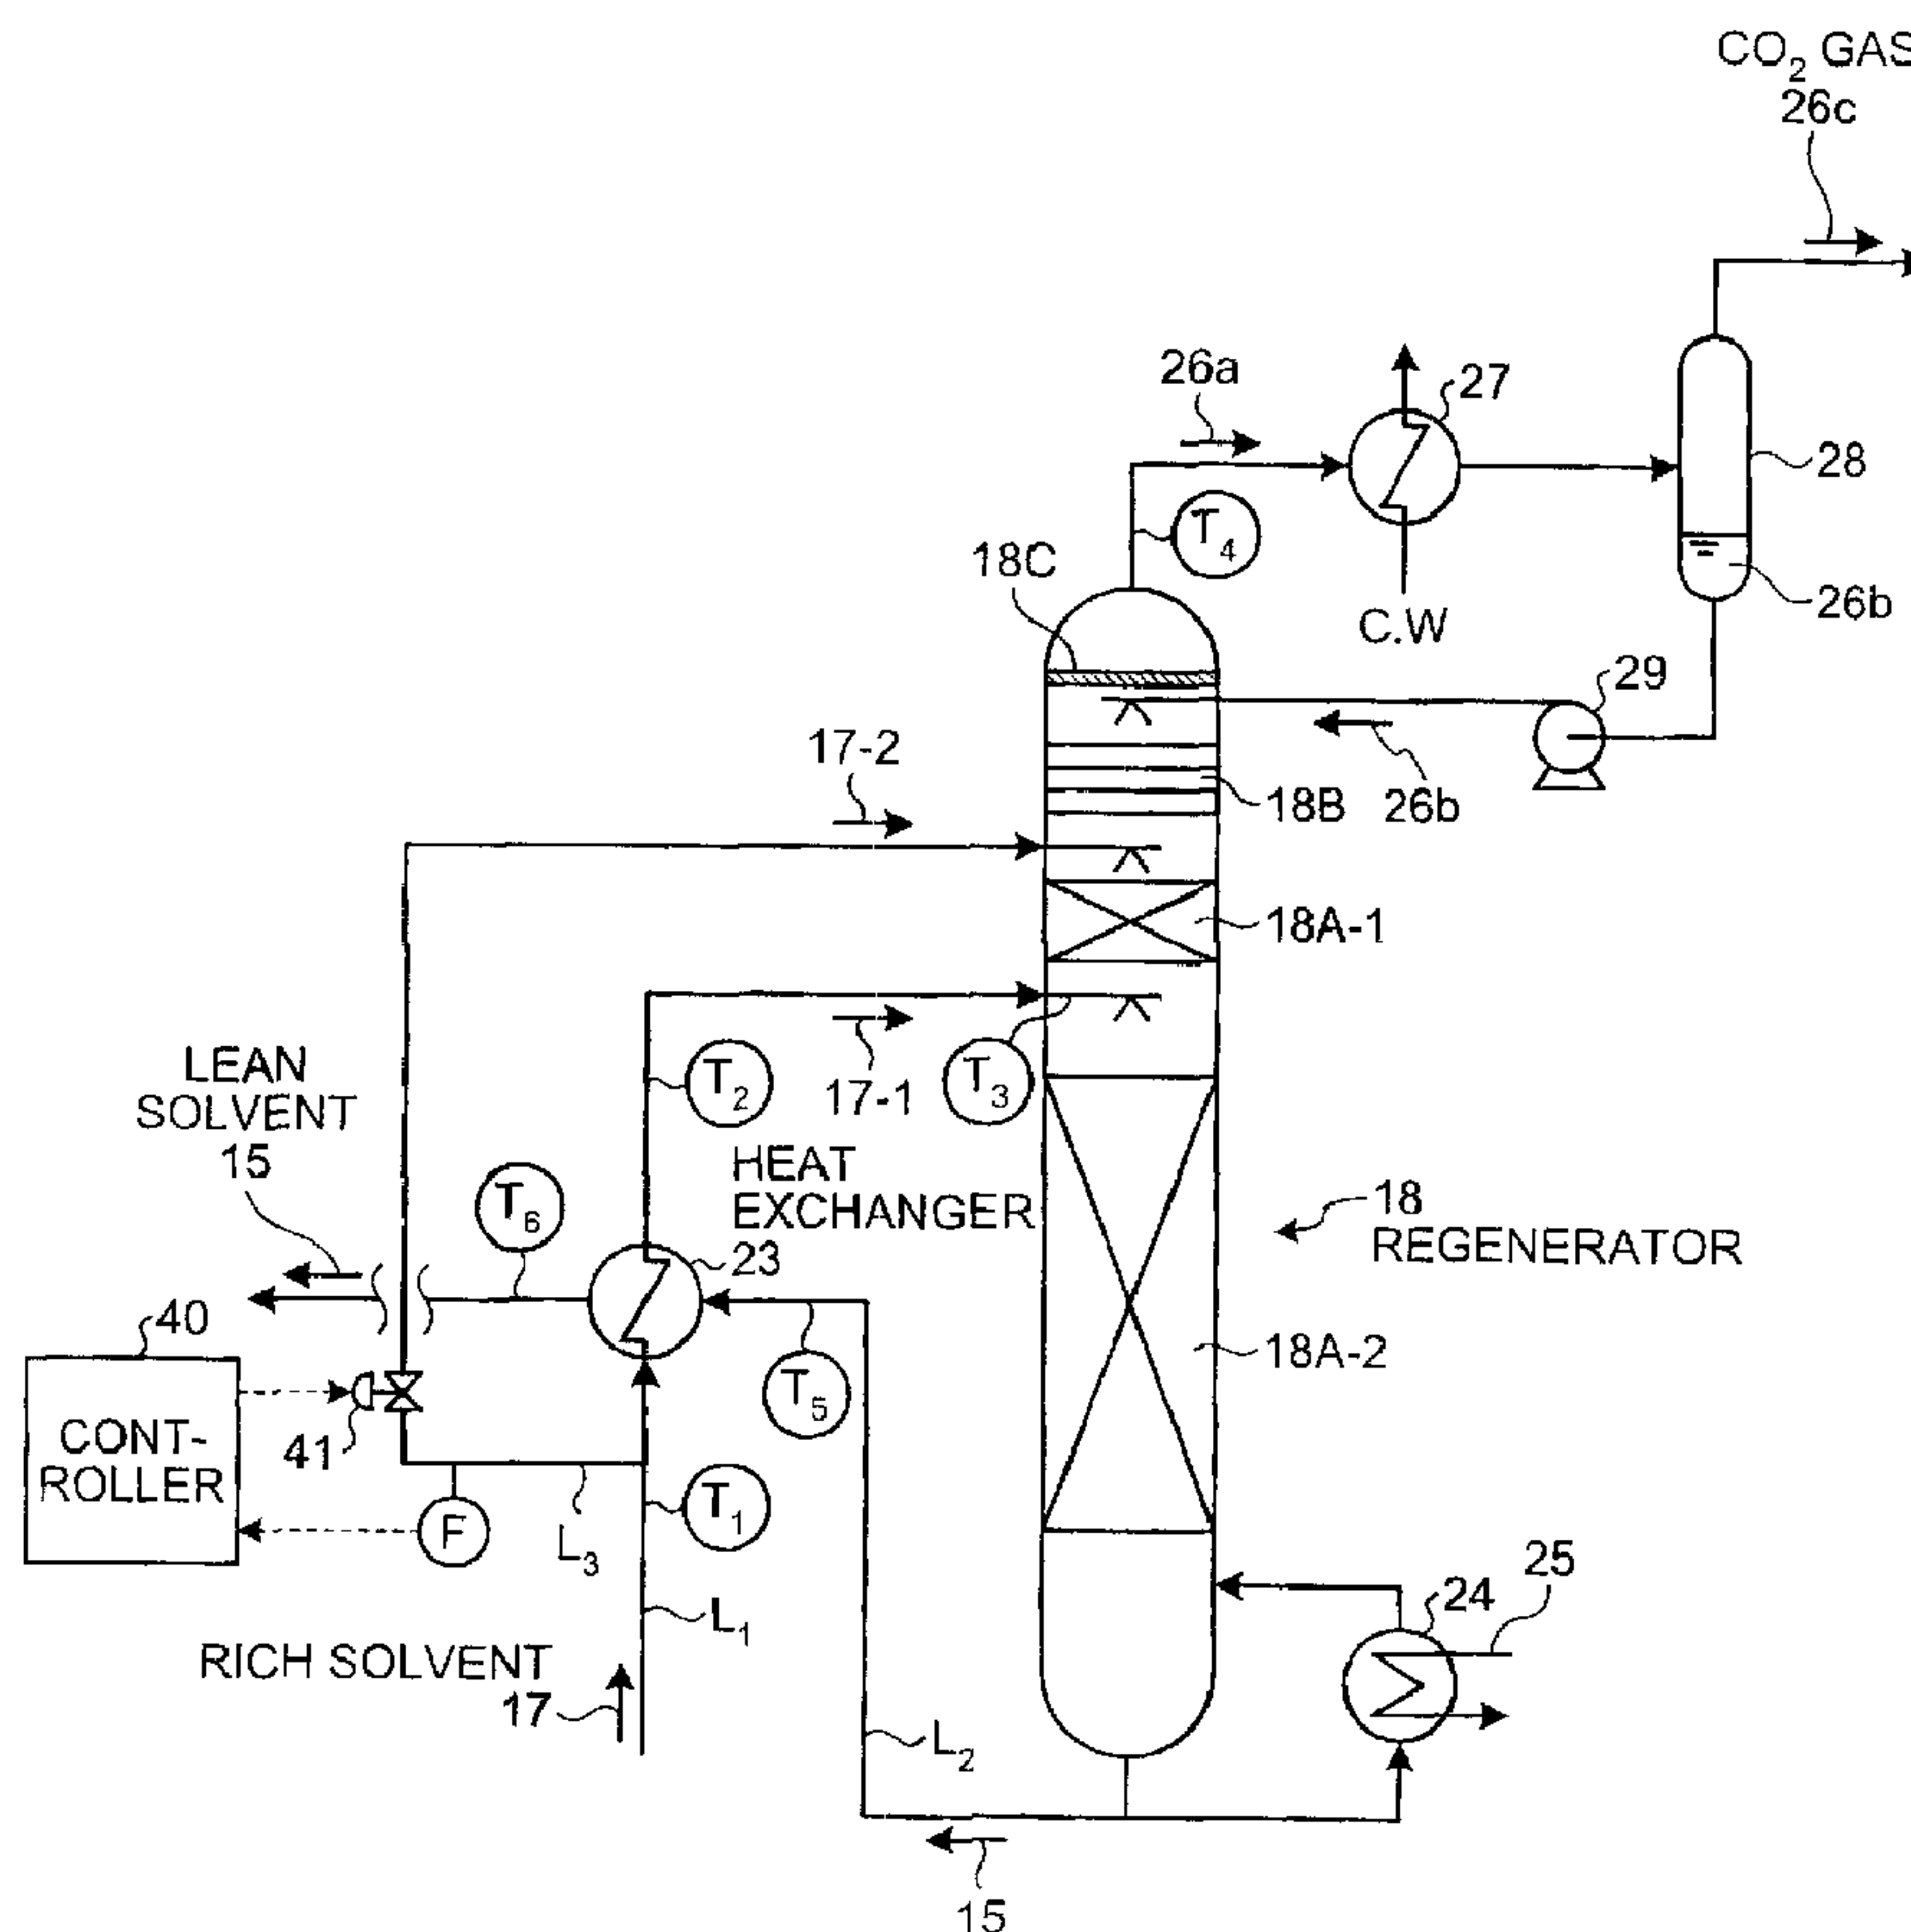 CO2 GAS
26c
26a
27
28
T4
18C
26b
C.W
29
17-2
18B
26b
18A-1
LEAN
SOLVENT
15
T2
17-1
T3
HEAT
EXCHANGER
T6
23
18
REGENERATOR
40
18A-2
T5
CONT-
ROLLER
41
T1
F
L3
25
24
L1
RICH SOLVENT
17
L2
15